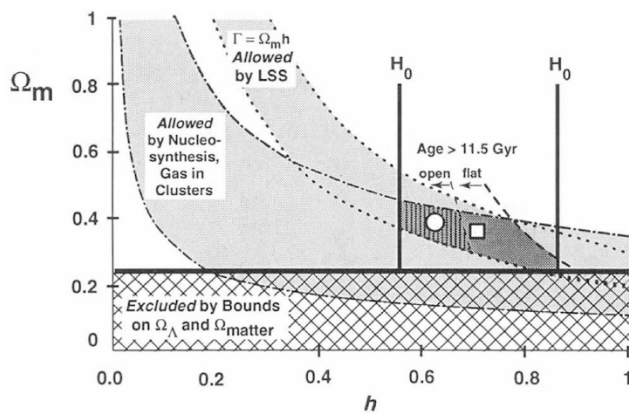 1
0.8
0.6
0.4
0.2
0
Ωm
Γ = Ωmh
Allowed
by LSS
H0
H0
Age > 11.5 Gyr
open flat
Allowed
by Nucleo-
synthesis,
Gas in
Clusters
Excluded by Bounds
on ΩΛ and Ωmatter
0.0 0.2 0.4 0.6 0.8 1.0
h